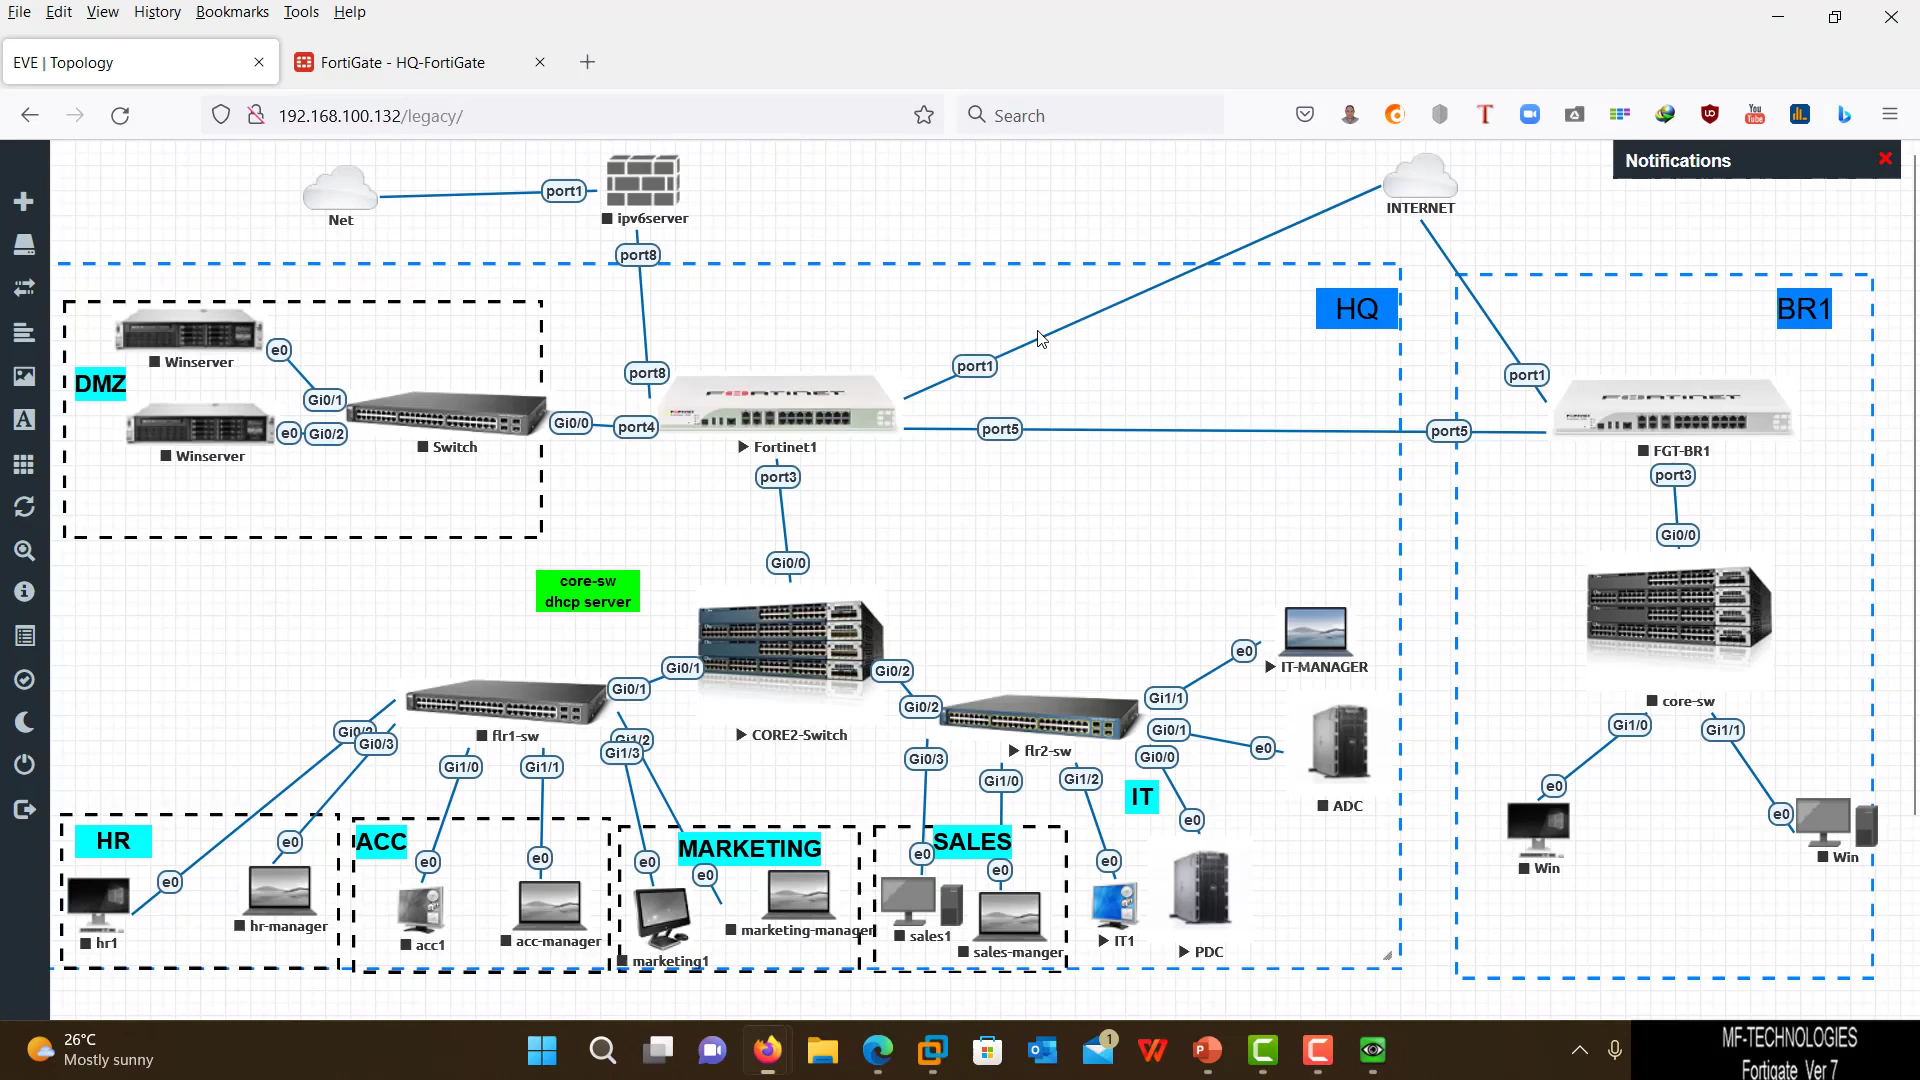 File Edit View History Bookmarks Tools Help
EVE | Topology
FortiGate - HQ-FortiGate
192.168.100.132/legacy/
Search
Notifications
Net
port1
ipv6server
INTERNET
port8
HQ
BR1
Winserver
e0
port8
port1
port1
DMZ
FORTINET
FORTINET
Gi0/1
e0
Gi0/2
Switch
Gi0/0
port4
Fortinet1
port5
port5
FGT-BR1
Winserver
port3
port3
Gi0/0
Gi0/0
core-sw
dhcp server
Gi0/1
Gi0/1
Gi0/2
Gi0/2
e0
IT-MANAGER
Gi1/1
core-sw
Gi0/3
flr1-sw
Gi1/2
Gi1/3
CORE2-Switch
flr2-sw
Gi0/1
e0
Gi1/0
Gi1/1
Gi1/0
Gi1/1
Gi0/3
Gi1/0
Gi1/2
Gi0/0
IT
ADC
e0
e0
e0
HR
e0
e0
ACC
e0
e0
MARKETING
e0
e0
SALES
e0
e0
e0
Win
Win
hr1
hr-manager
acc1
acc-manager
marketing1
marketing-manager
sales1
sales-manger
IT1
PDC
26°C
Mostly sunny
1
MF-TECHNOLOGIES
Fortigate Ver 7